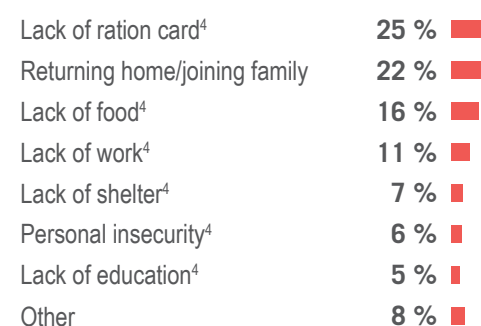 Lack of ration card⁴ 25 %
Returning home/joining family 22 %
Lack of food⁴ 16 %
Lack of work⁴ 11 %
Lack of shelter⁴ 7 %
Personal insecurity⁴ 6 %
Lack of education⁴ 5 %
Other 8 %